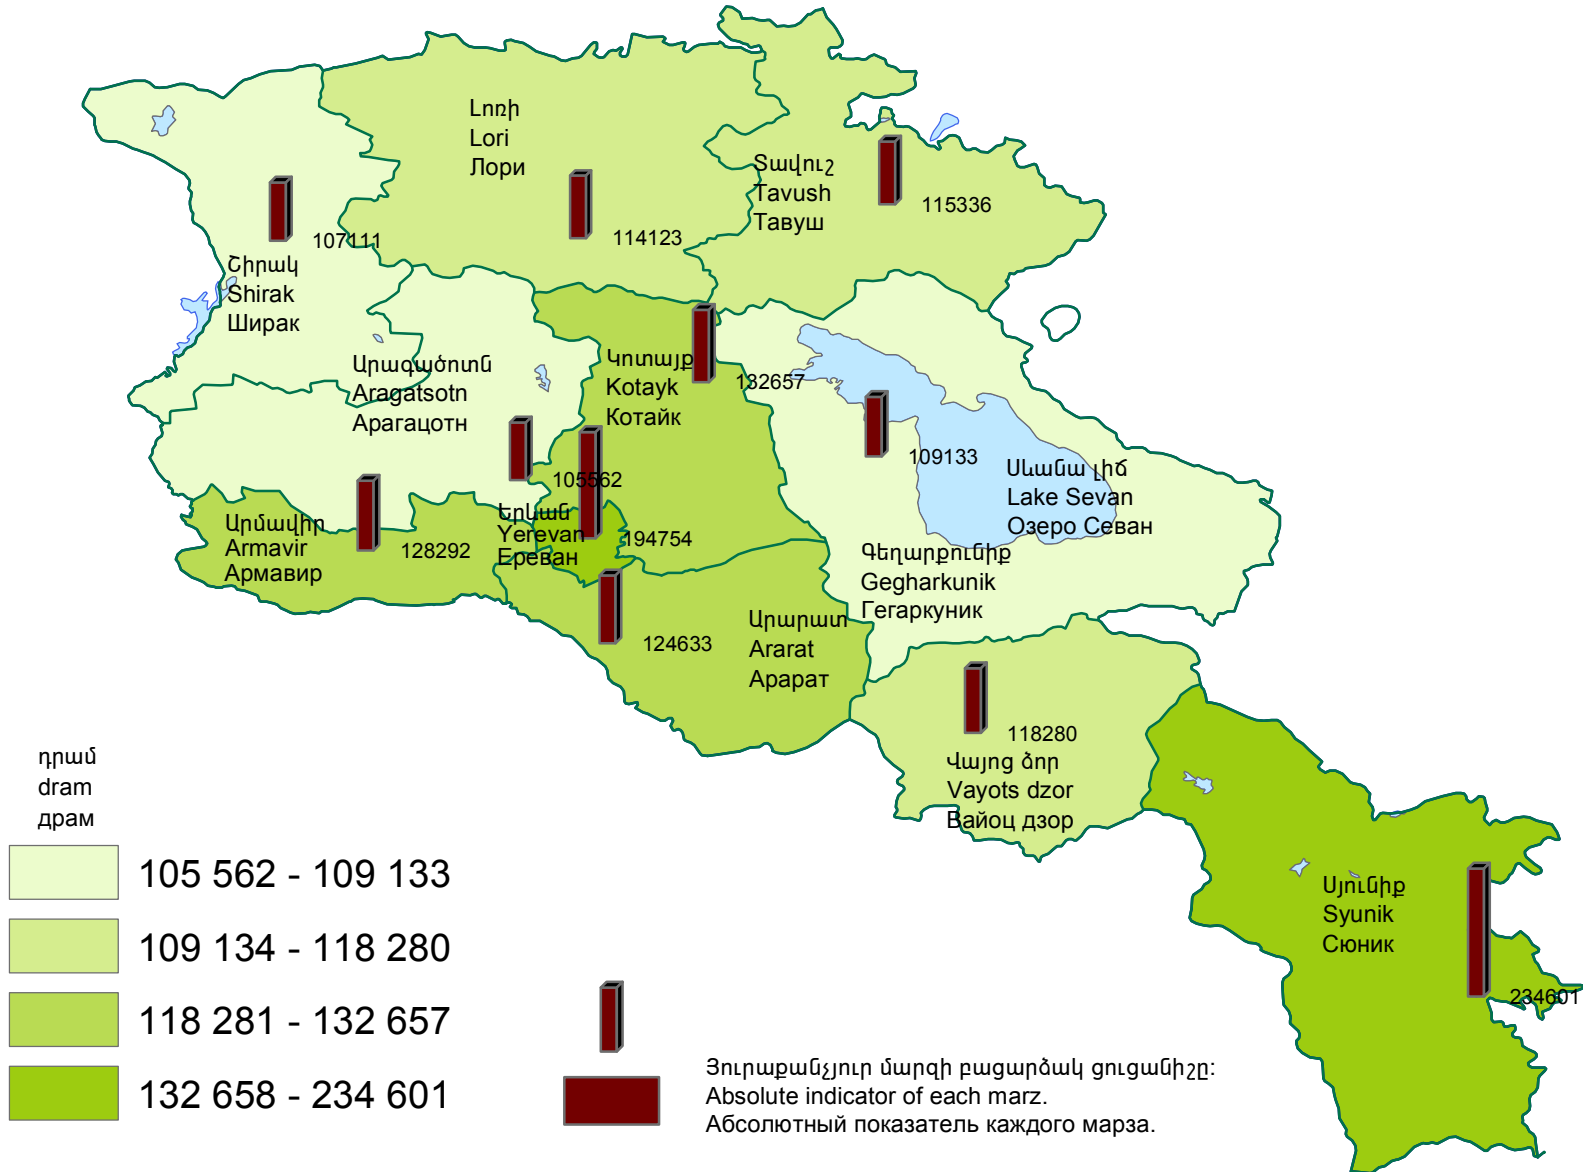 Լոռի
Lori
Лори
114123
Տավուշ
Tavush
Тавуш
115336
107111
Շիրակ
Shirak
Ширак
Արագածոտն
Aragatsotn
Арагацотн
105562
Կոտայք
Kotayk
Котайк
132657
109133
Սևանա լիճ
Lake Sevan
Озеро Севан
Գեղարքունիք
Gegharkunik
Гегаркуник
Արմավիր
Armavir
Армавир
128292
Երևան
Yerevan
Ереван
194754
124633
Արարատ
Ararat
Арарат
118280
Վայոց ձոր
Vayots dzor
Вайоц дзор
Սյունիք
Syunik
Сюник
234601
դրամ
dram
драм
105 562 - 109 133
109 134 - 118 280
118 281 - 132 657
132 658 - 234 601
Յուրաքանչյուր մարզի բացարձակ ցուցանիշը:
Absolute indicator of each marz.
Абсолютный показатель каждого марза.